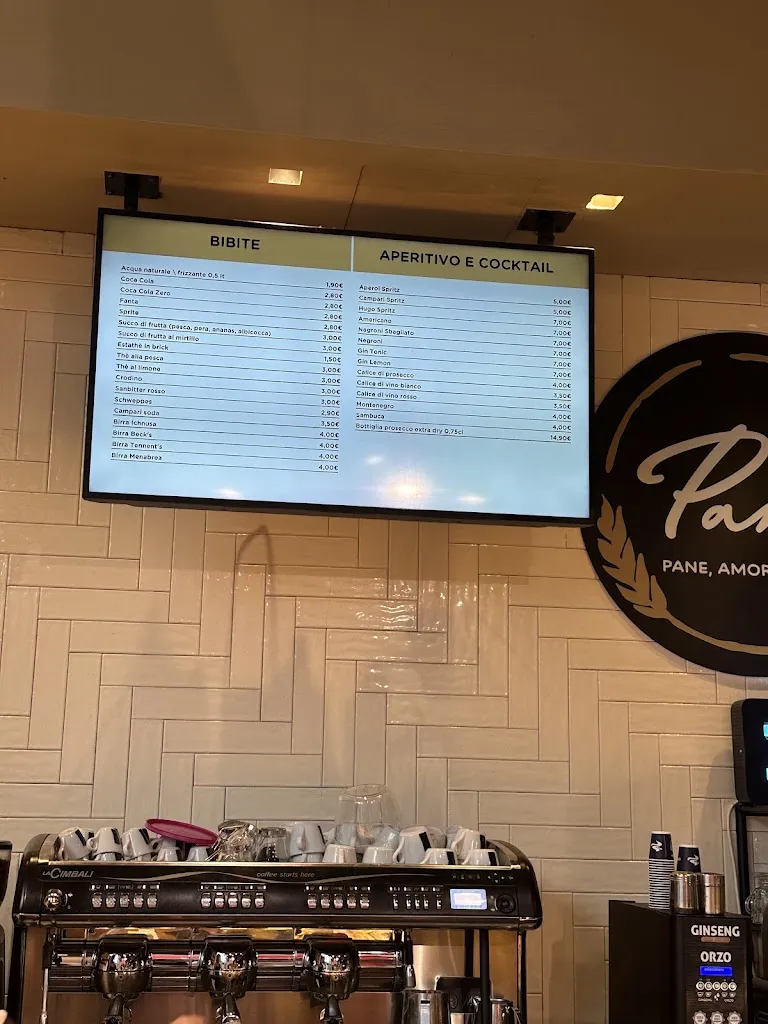 BIBITE
Acqua naturale \ frizzante 0,5 lt 1,90€
Coca Cola 2,80€
Coca Cola Zero 2,80€
Fanta 2,80€
Sprite 2,80€
Succo di frutta (pesca, pera, ananas, albicocca) 3,00€
Succo di frutta al mirtillo 3,00€
Estathè in brick 1,50€
Thè alla pesca 3,00€
Thè al limone 3,00€
Crodino 3,00€
Sanbitter rosso 3,00€
Schweppes 2,90€
Campari soda 3,50€
Birra Ichnusa 4,00€
Birra Beck's 4,00€
Birra Tennent's 4,00€
Birra Menabrea 4,00€
APERITIVO E COCKTAIL
Aperol Spritz 5,00€
Campari Spritz 5,00€
Hugo Spritz 7,00€
Americano 7,00€
Negroni Sbagliato 7,00€
Negroni 7,00€
Gin Tonic 7,00€
Gin Lemon 7,00€
Calice di prosecco 4,00€
Calice di vino bianco 3,50€
Calice di vino rosso 3,50€
Montenegro 4,00€
Sambuca 4,00€
Bottiglia prosecco extra dry 0,75cl 14,90€
Pan
PANE, AMOR
LACIMBALI
coffee starts here
GINSENG
ORZO